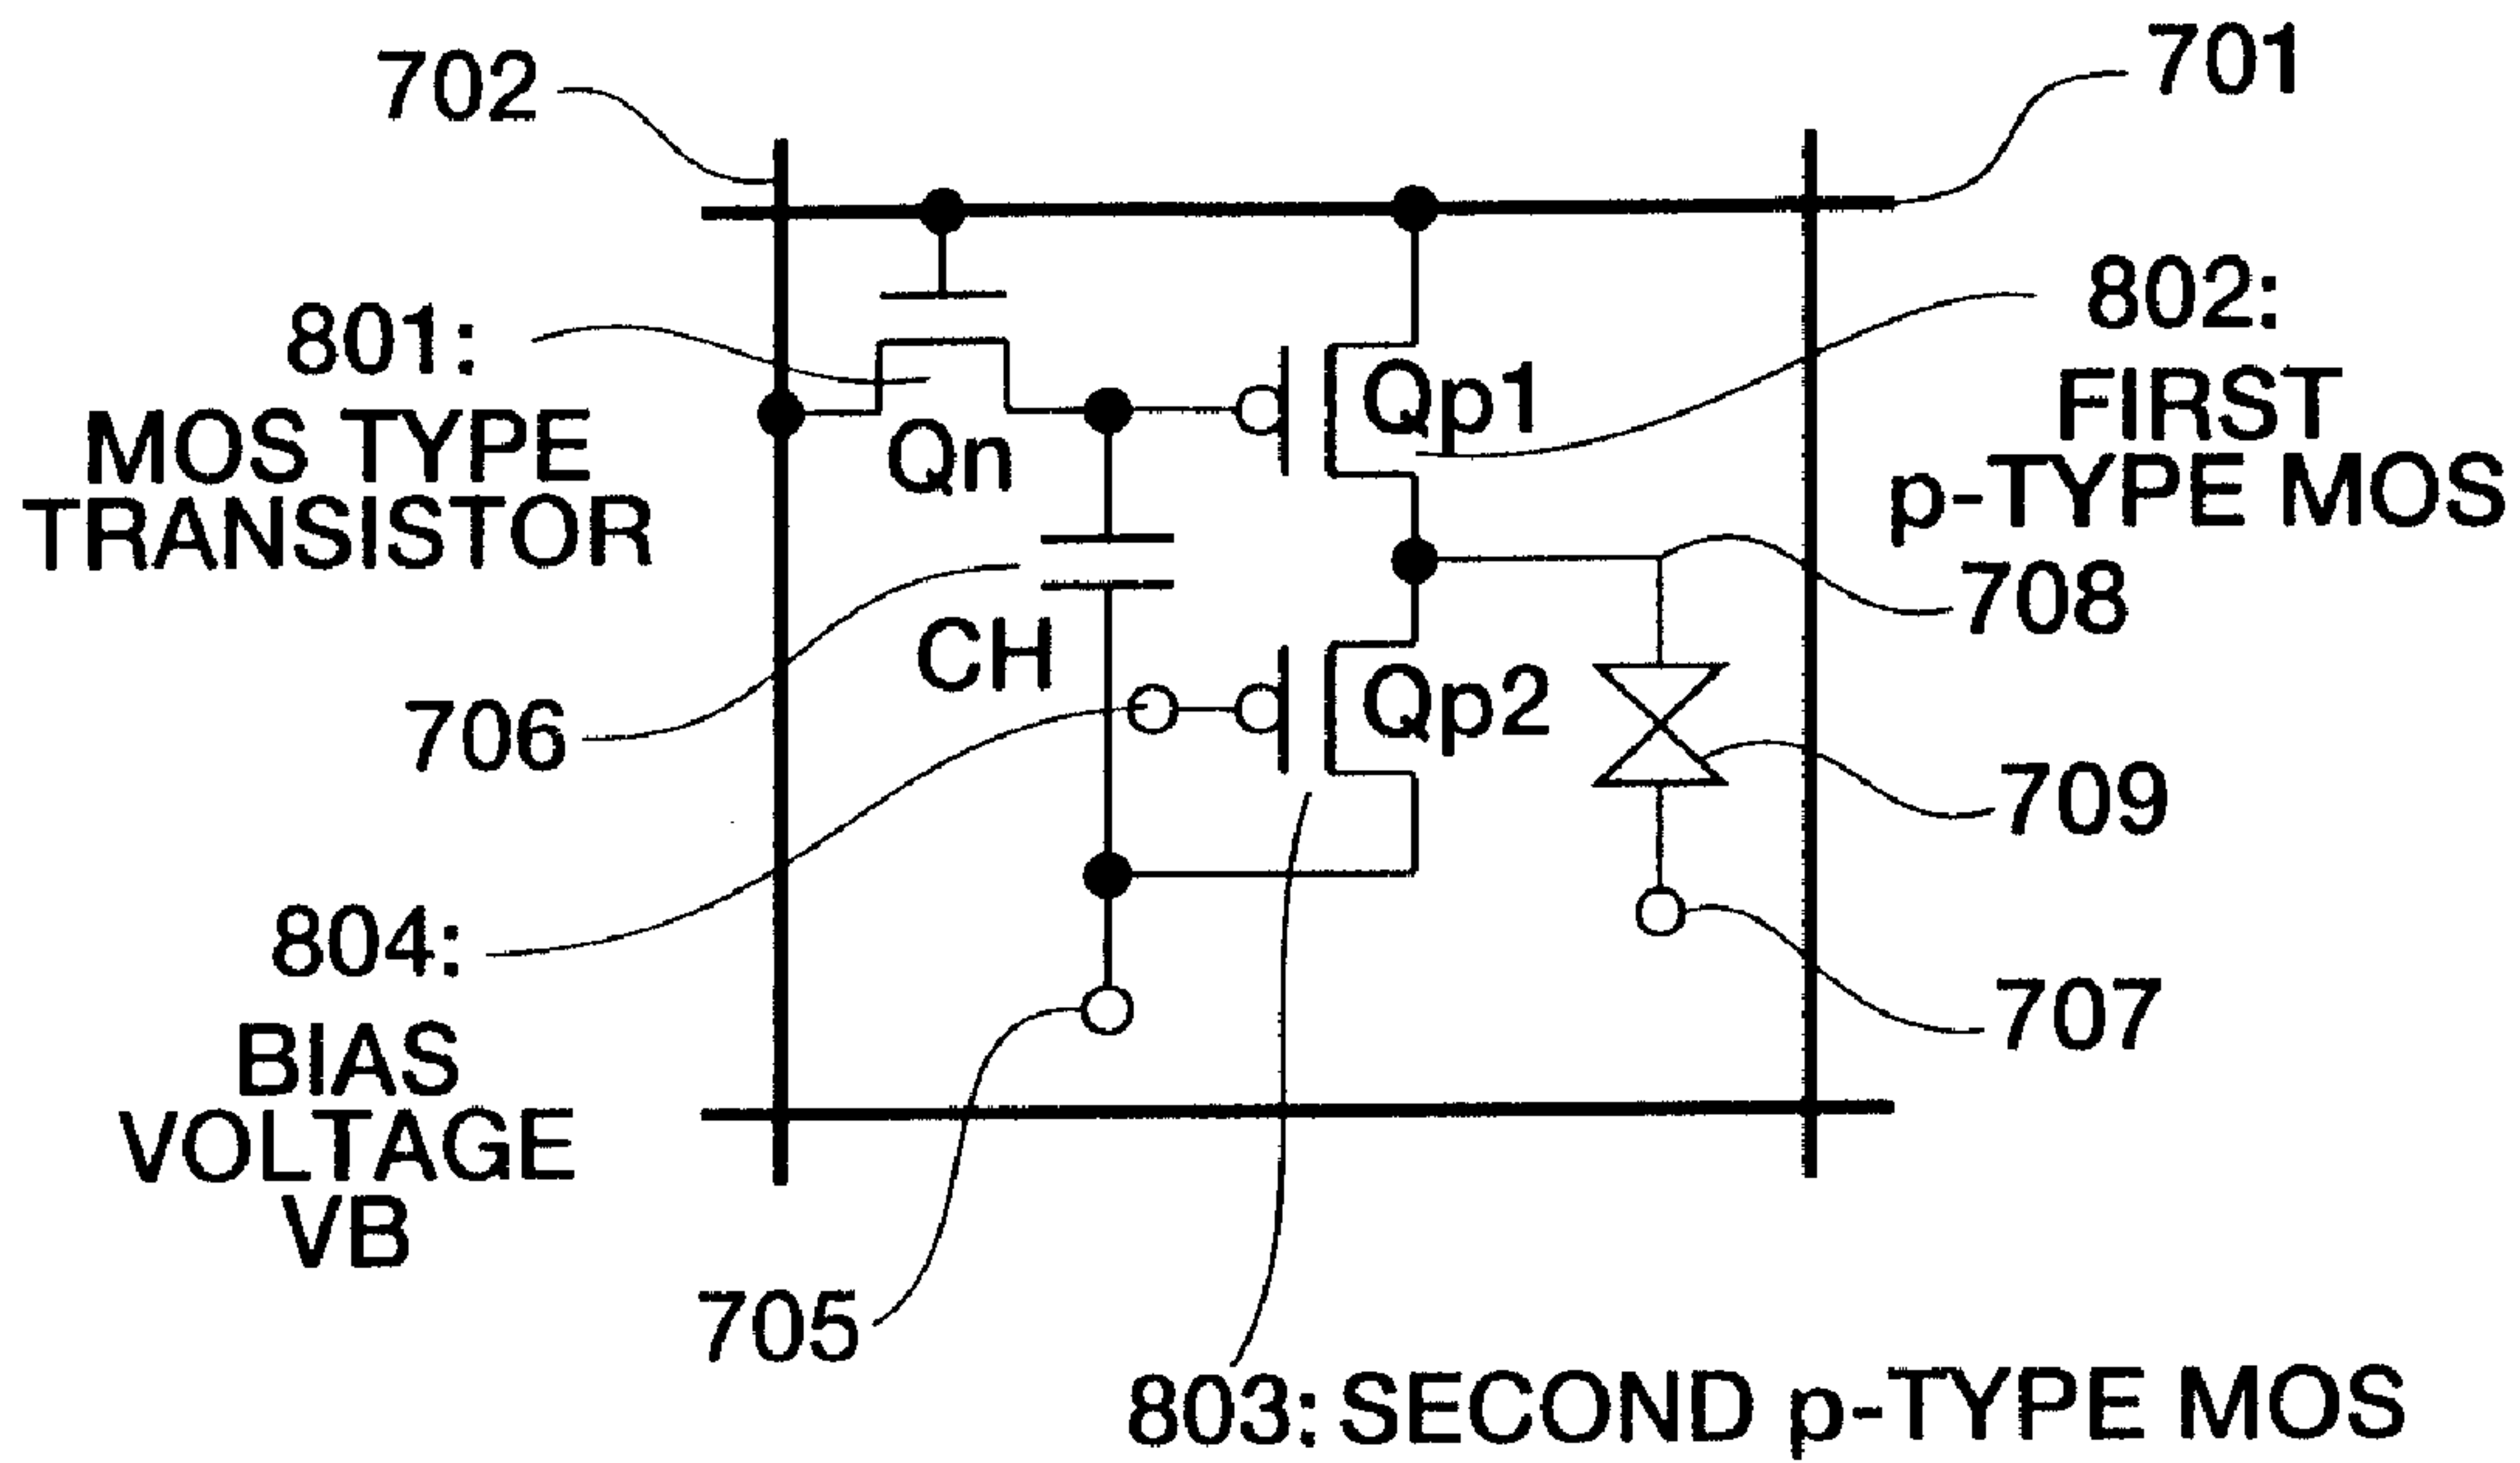 702
701
801:
MOS TYPE
TRANSISTOR
802:
FIRST
p-TYPE MOS
Qp1
Qn
708
CH
Qp2
706
709
804:
BIAS
VOLTAGE
VB
707
705
803: SECOND p-TYPE MOS